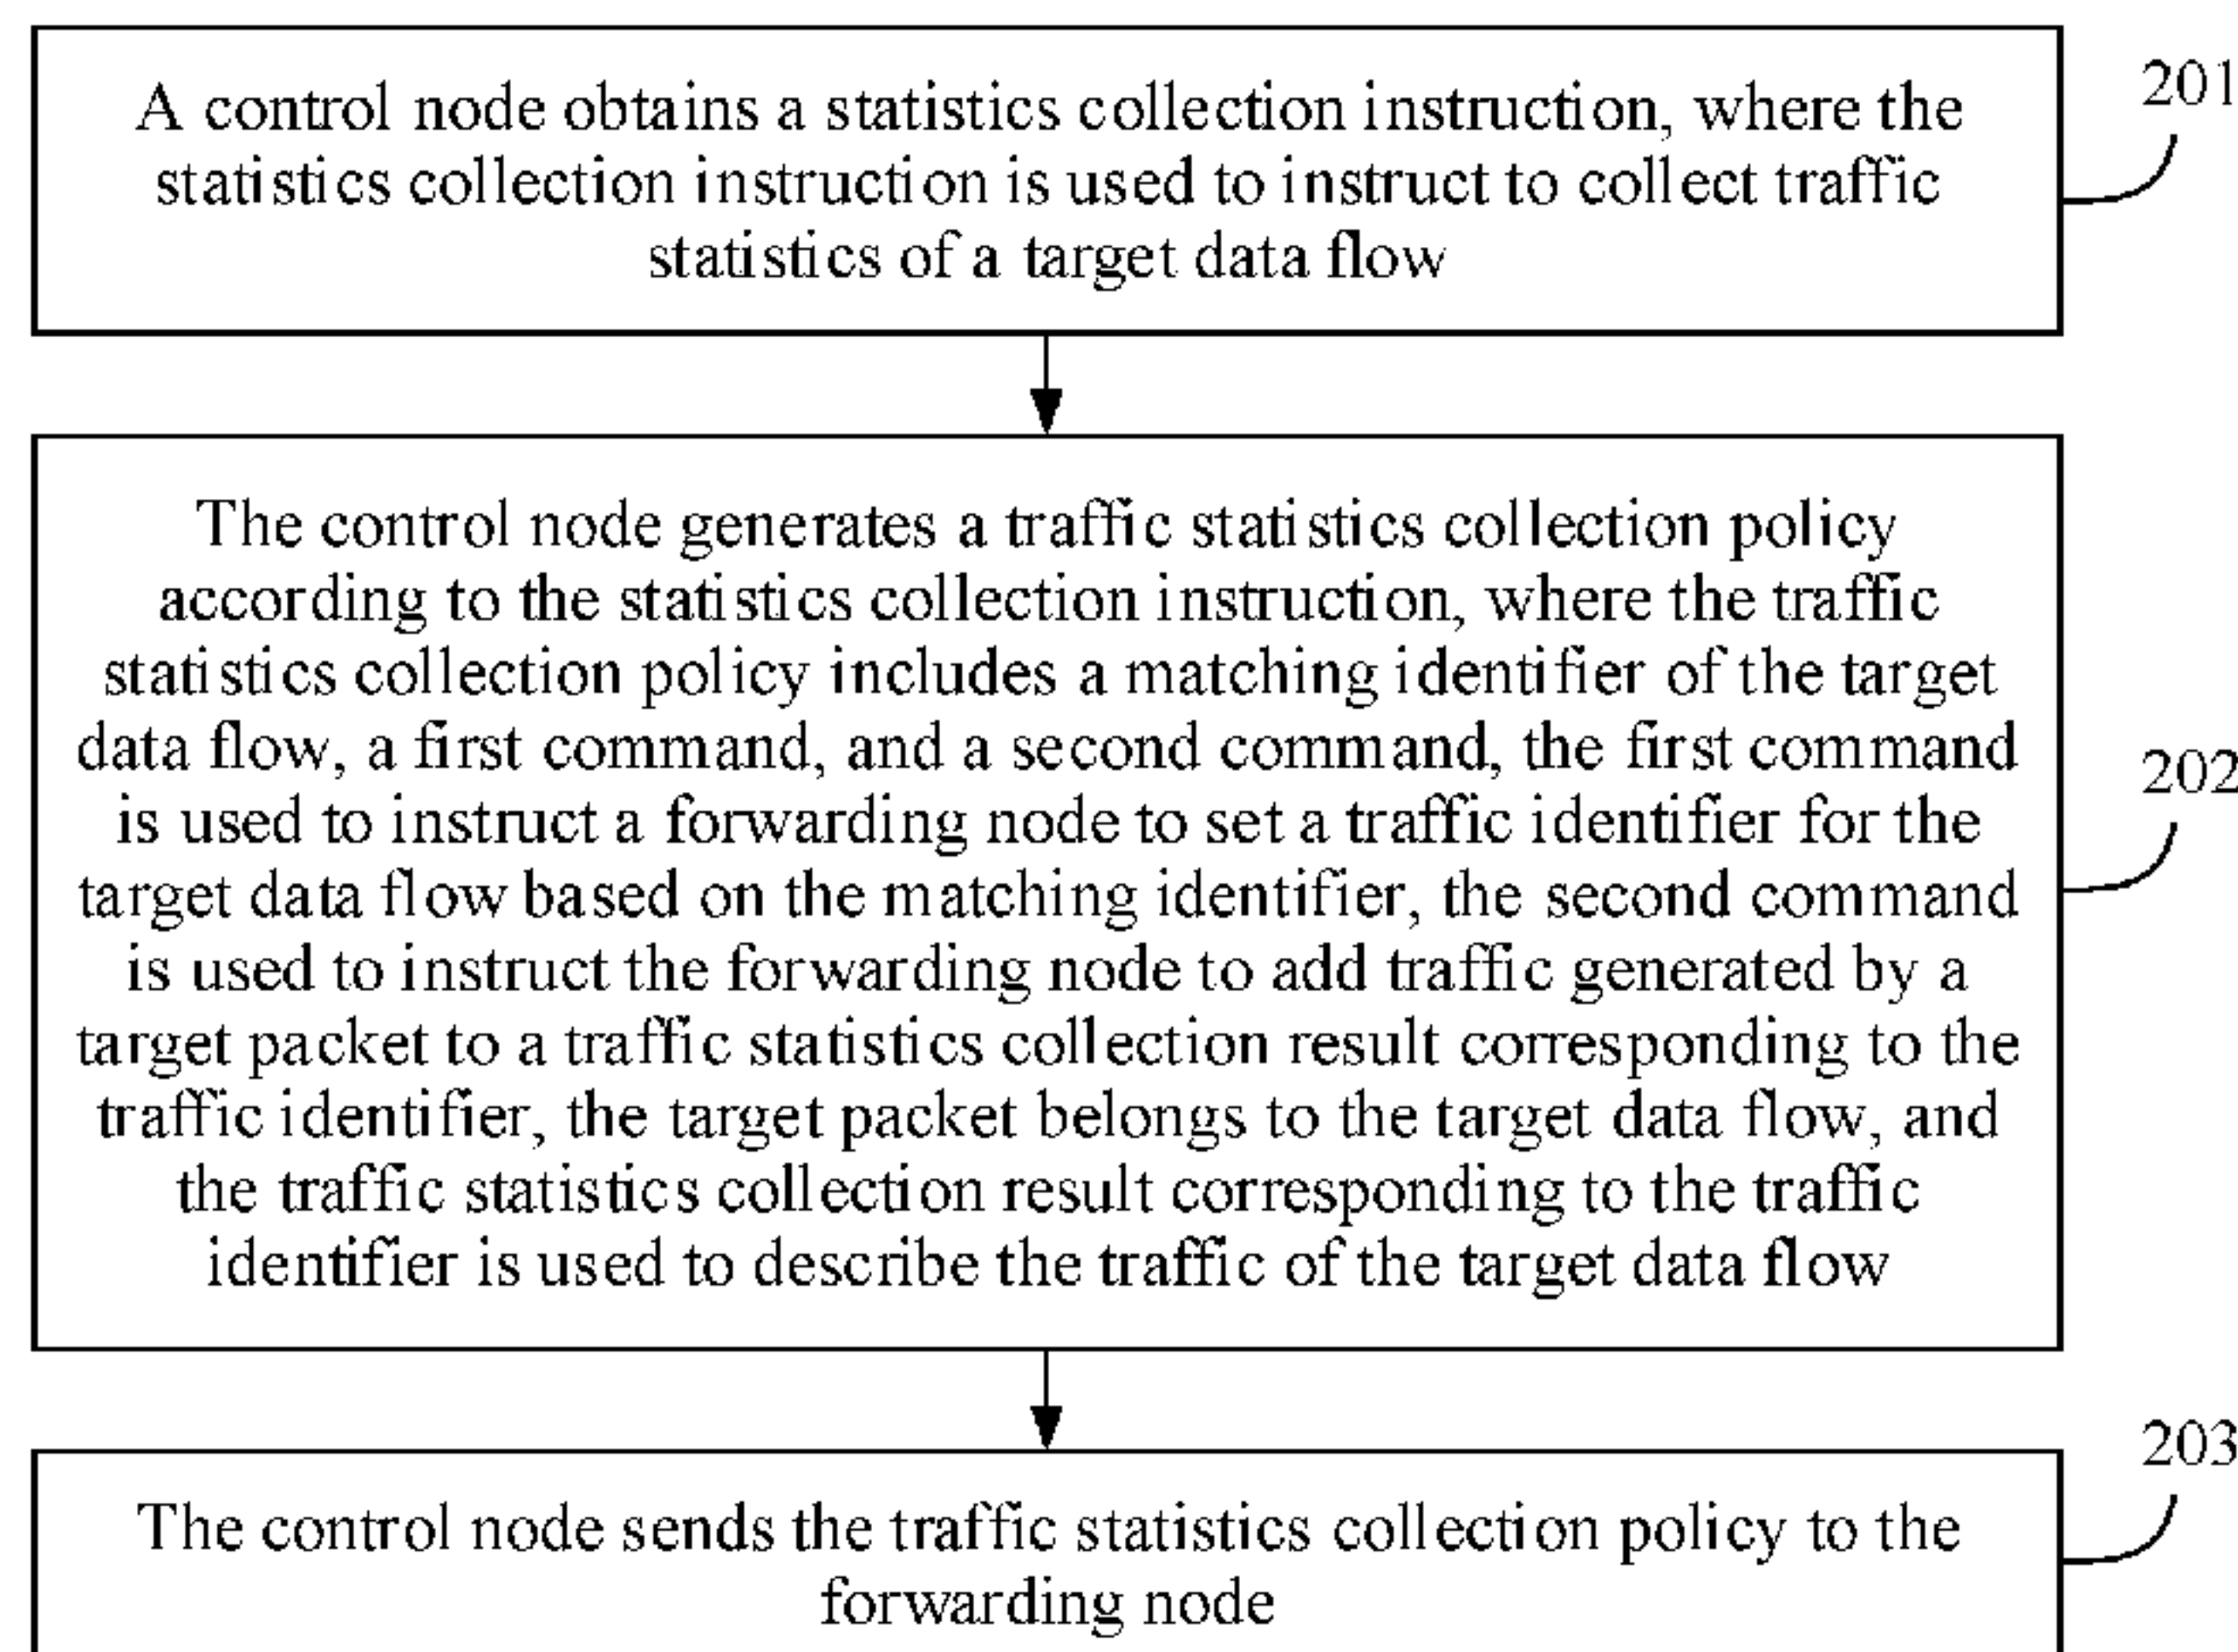 A control node obtains a statistics collection instruction, where the
statistics collection instruction is used to instruct to collect traffic
statistics of a target data flow
201
The control node generates a traffic statistics collection policy
according to the statistics collection instruction, where the traffic
statistics collection policy includes a matching identifier of the target
data flow, a first command, and a second command, the first command
is used to instruct a forwarding node to set a traffic identifier for the
target data flow based on the matching identifier, the second command
is used to instruct the forwarding node to add traffic generated by a
target packet to a traffic statistics collection result corresponding to the
traffic identifier, the target packet belongs to the target data flow, and
the traffic statistics collection result corresponding to the traffic
identifier is used to describe the traffic of the target data flow
202
The control node sends the traffic statistics collection policy to the
forwarding node
203